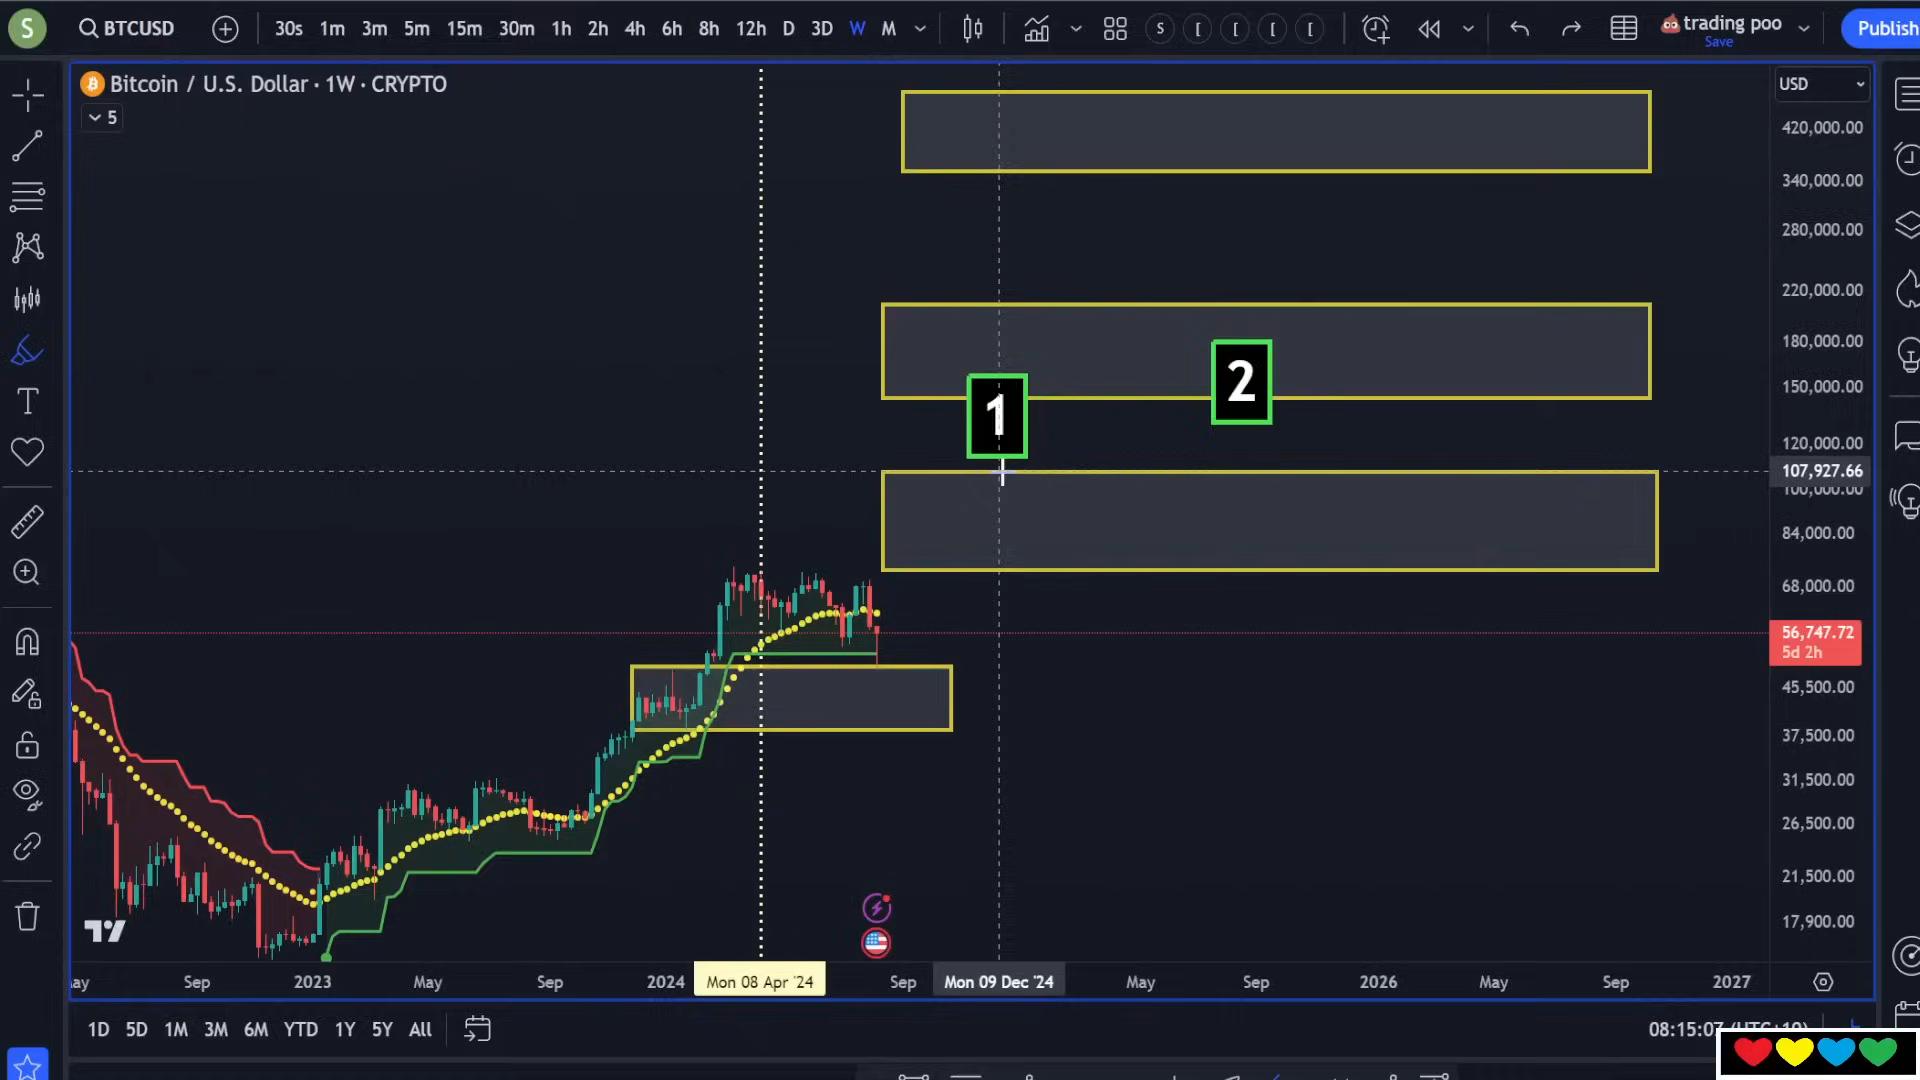 S
BTCUSD
30s 1m 3m 5m 15m 30m 1h 2h 4h 6h 8h 12h D 3D W M
S [ [ [ [
trading poo
Save
Publish
Bitcoin / U.S. Dollar · 1W · CRYPTO
5
USD
420,000.00
340,000.00
280,000.00
220,000.00
180,000.00
150,000.00
120,000.00
107,927.66
100,000.00
84,000.00
68,000.00
56,747.72
5d 2h
45,500.00
37,500.00
31,500.00
26,500.00
21,500.00
17,900.00
1
2
T
ay Sep 2023 May Sep 2024 Mon 08 Apr '24 Sep Mon 09 Dec '24 May Sep 2026 May Sep 2027
1D 5D 1M 3M 6M YTD 1Y 5Y All
08:15:07